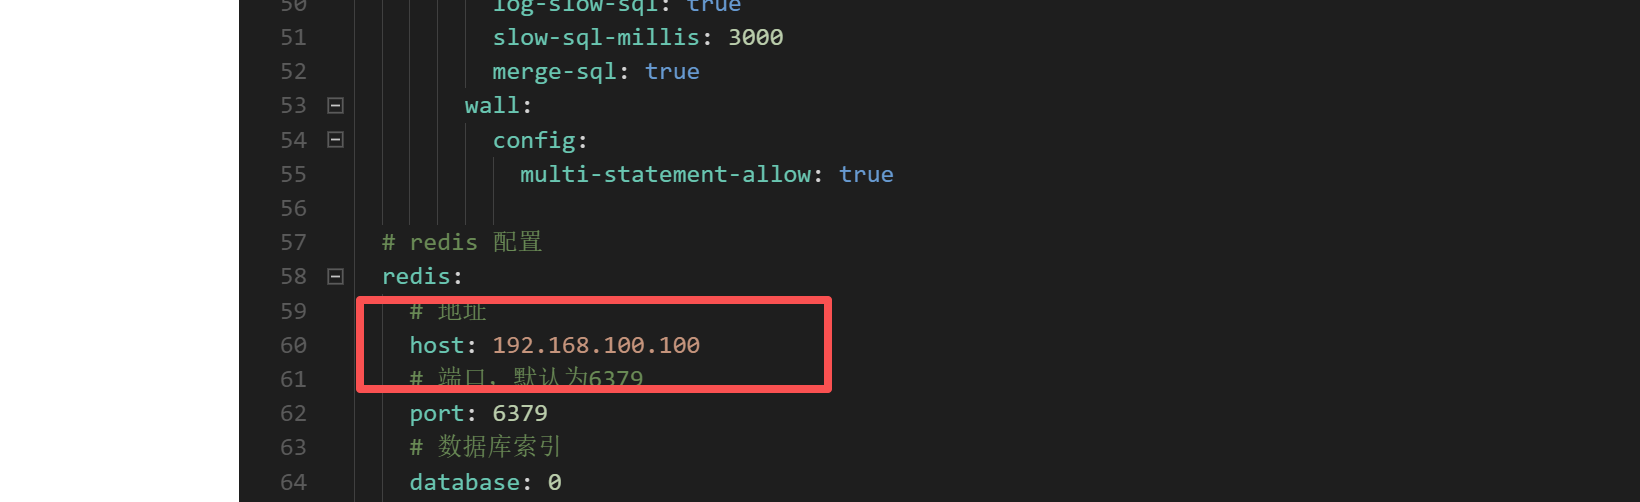 50 log-slow-sql: true
51 slow-sql-millis: 3000
52 merge-sql: true
53 wall:
54 config:
55 multi-statement-allow: true
56
57 # redis 配置
58 redis:
59 # 地址
60 host: 192.168.100.100
61 # 端口，默认为6379
62 port: 6379
63 # 数据库索引
64 database: 0